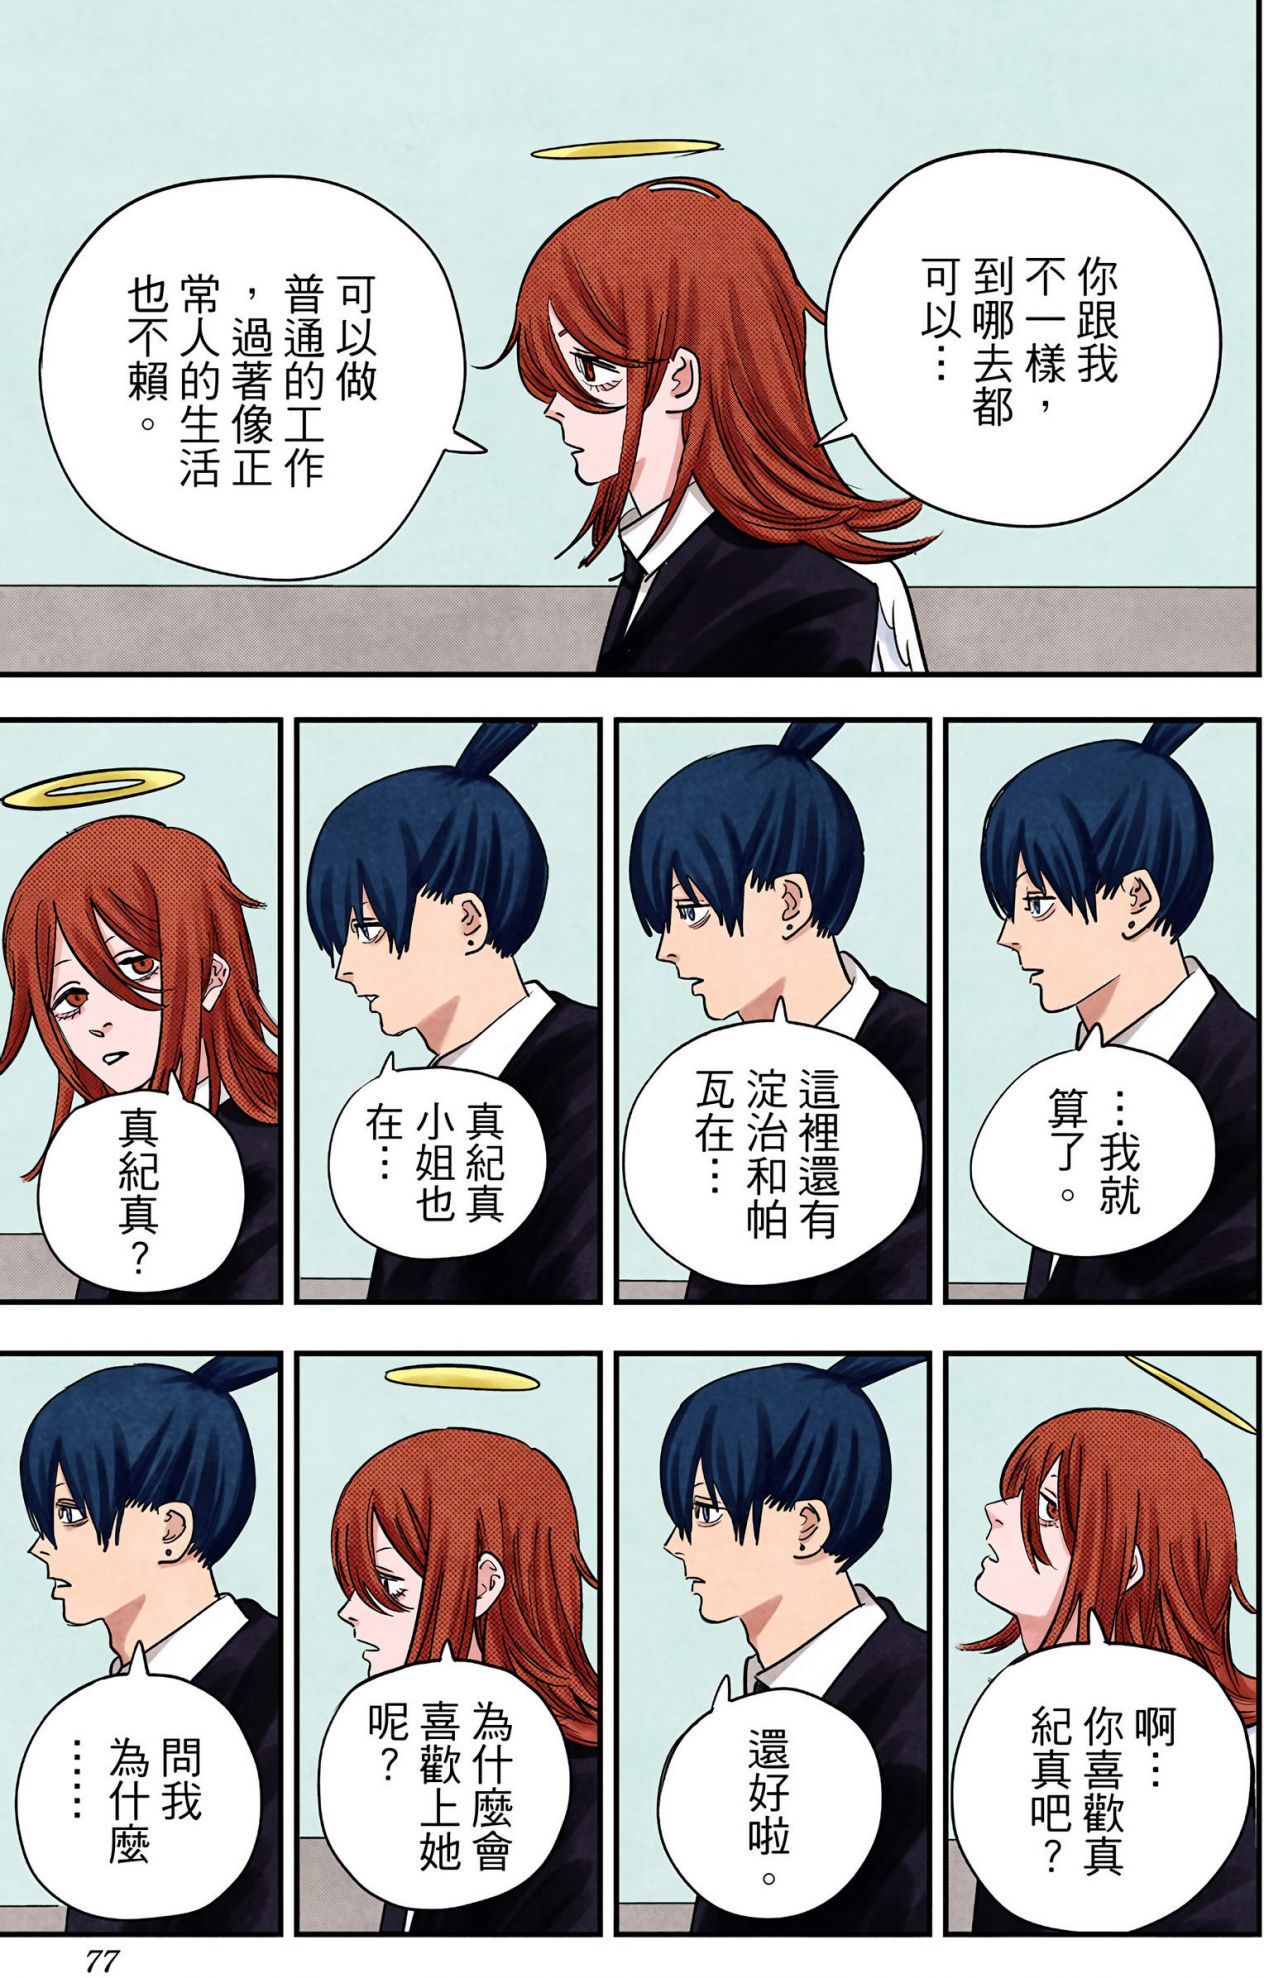 你跟我
不一樣，
到哪去都
可以…
可以做
普通的工作
，過著像正
常人的生活
也不賴。
…我就
算了。
這裡還有
淀治和帕
瓦在…
真紀真
小姐也
在…
真紀真？
啊…
你喜歡真
紀真吧？
還好啦。
為什麼會
喜歡上她
呢？
問我
為什麼
……
77